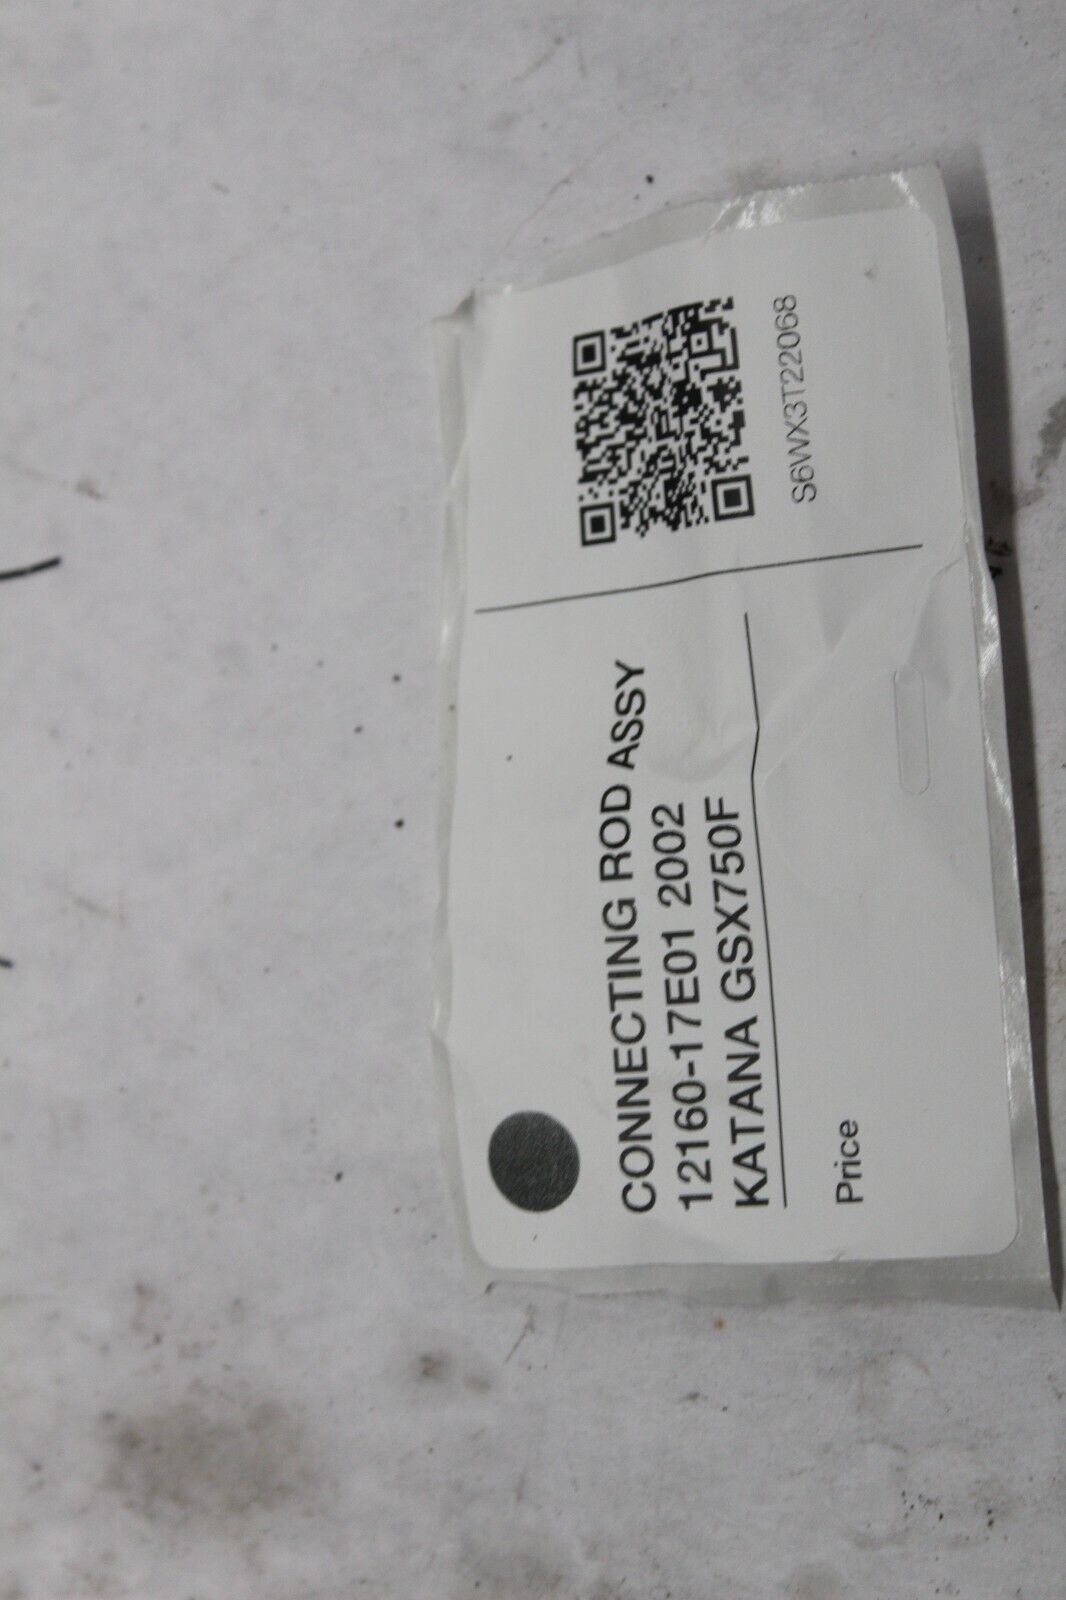 CONNECTING ROD ASSY
12160-17E01 2002
KATANA GSX750F
Price
S6WX3T22068